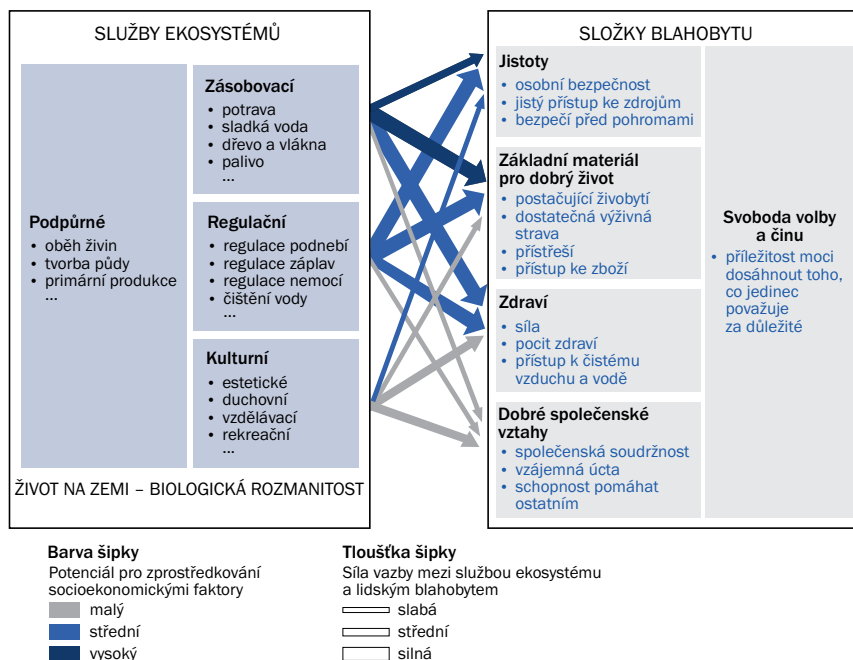 SLUŽBY EKOSYSTÉMŮ
Podpůrné
• oběh živin
• tvorba půdy
• primární produkce
...
Zásobovací
• potrava
• sladká voda
• dřevo a vlákna
• palivo
...
Regulační
• regulace podnebí
• regulace záplav
• regulace nemocí
• čištění vody
...
Kulturní
• estetické
• duchovní
• vzdělávací
• rekreační
...
ŽIVOT NA ZEMI – BIOLOGICKÁ ROZMANITOST
SLOŽKY BLAHOBYTU
Jistoty
• osobní bezpečnost
• jistý přístup ke zdrojům
• bezpečí před pohromami
Základní materiál
pro dobrý život
• postačující živobytí
• dostatečná výživná
strava
• přístřeší
• přístup ke zboží
Zdraví
• síla
• pocit zdraví
• přístup k čistému
vzduchu a vodě
Dobré společenské
vztahy
• společenská soudržnost
• vzájemná úcta
• schopnost pomáhat
ostatním
Svoboda volby
a činu
• příležitost moci
dosáhnout toho,
co jedinec
považuje
za důležité
Barva šipky
Potenciál pro zprostředkování
socioekonomickými faktory
malý
střední
vysoký
Tloušťka šipky
Síla vazby mezi službou ekosystému
a lidským blahobytem
slabá
střední
silná